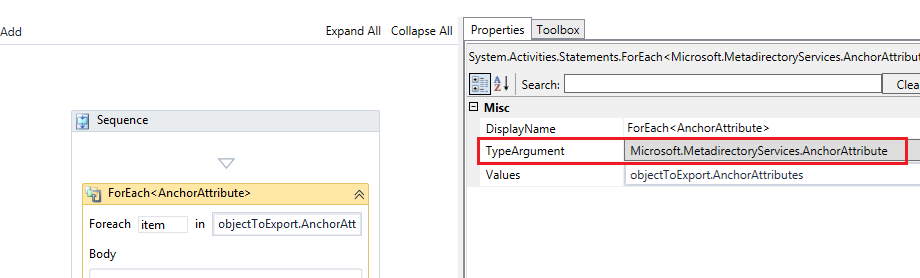 Add
Expand All Collapse All
Sequence
ForEach<AnchorAttribute>
Foreach item in objectToExport.AnchorAtt
Body
Properties Toolbox
System.Activities.Statements.ForEach<Microsoft.MetadirectoryServices.AnchorAttribute
Search: Clea
Misc
DisplayName ForEach<AnchorAttribute>
TypeArgument Microsoft.MetadirectoryServices.AnchorAttribute
Values objectToExport.AnchorAttributes